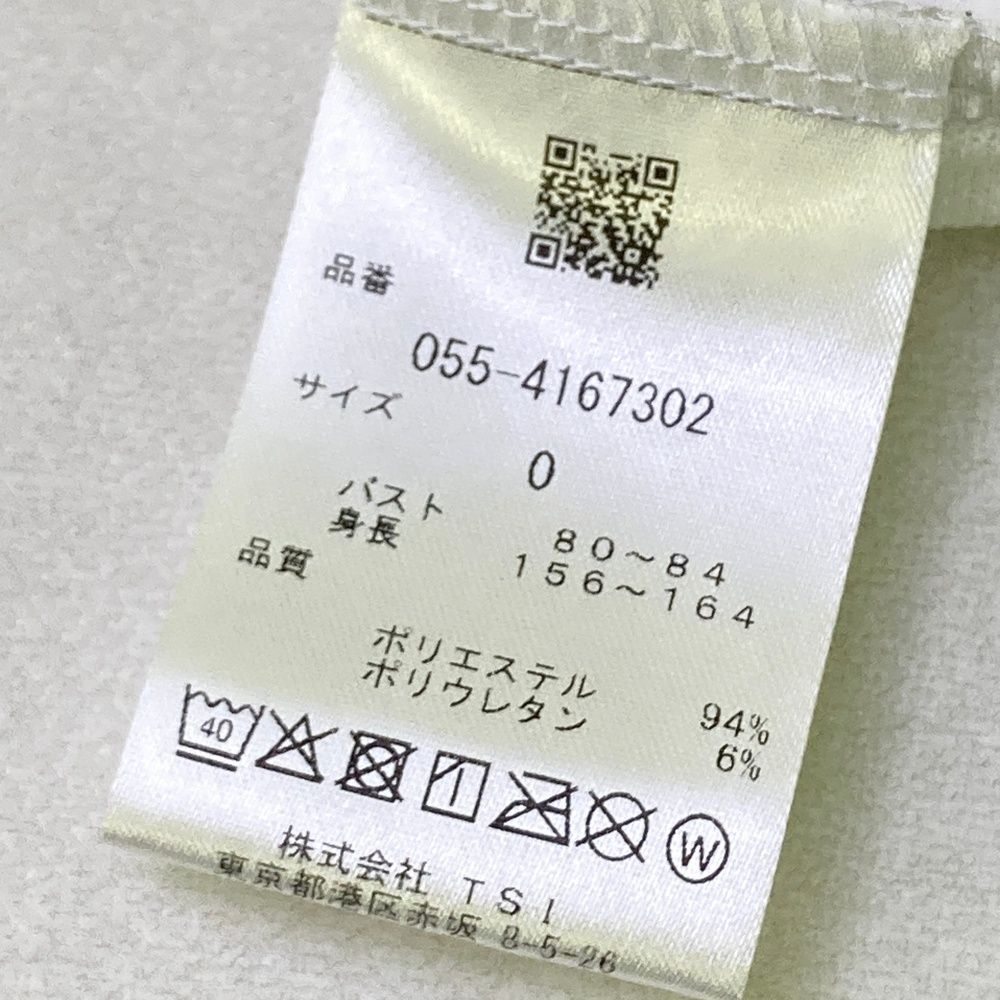 品番
055-4167302
サイズ
0
バスト 80～84
身長 156～164
品質
ポリエステル 94%
ポリウレタン 6%
40
W
株式会社 TSI
東京都港区赤坂 8-5-26